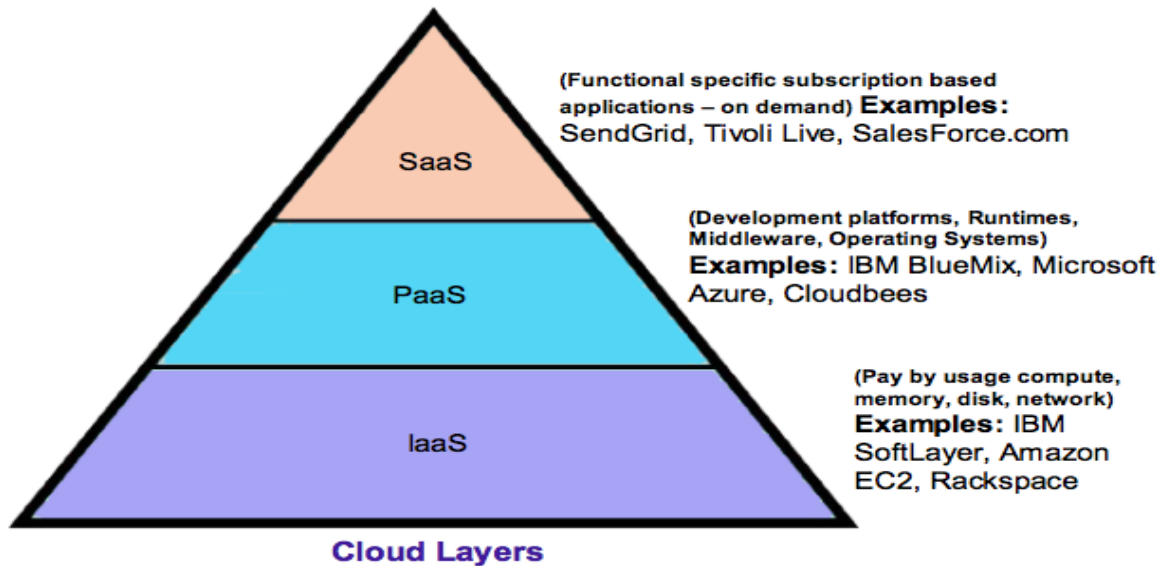 (Functional specific subscription based
applications – on demand) Examples:
SendGrid, Tivoli Live, SalesForce.com
SaaS
(Development platforms, Runtimes,
Middleware, Operating Systems)
Examples: IBM BlueMix, Microsoft
Azure, Cloudbees
PaaS
(Pay by usage compute,
memory, disk, network)
Examples: IBM
SoftLayer, Amazon
EC2, Rackspace
IaaS
Cloud Layers